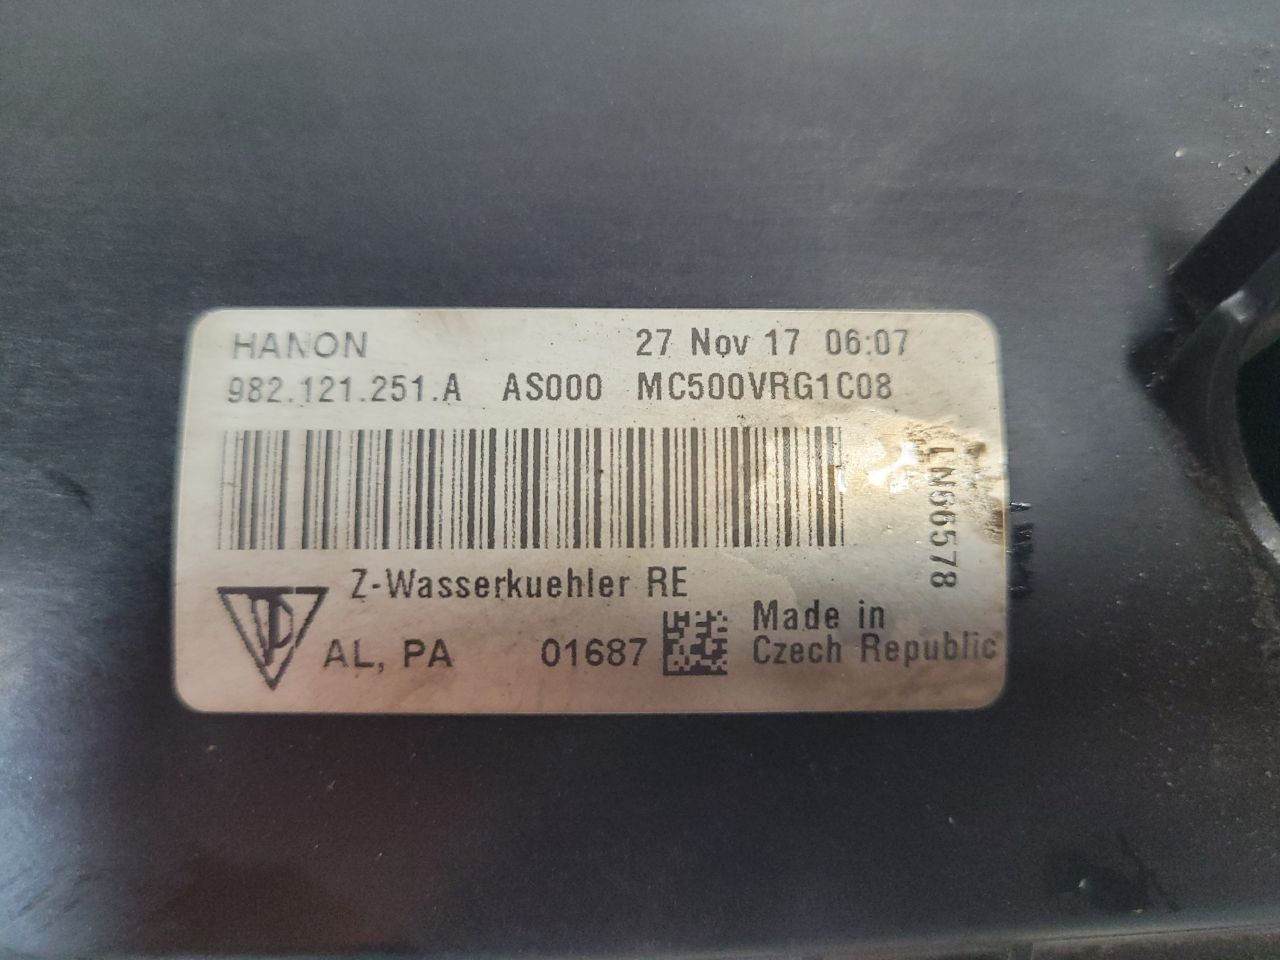 HANON 27 Nov 17 06:07
982.121.251.A AS000 MC500VRG1C08
LN66578
Z-Wasserkuehler RE
AL, PA 01687
Made in
Czech Republic